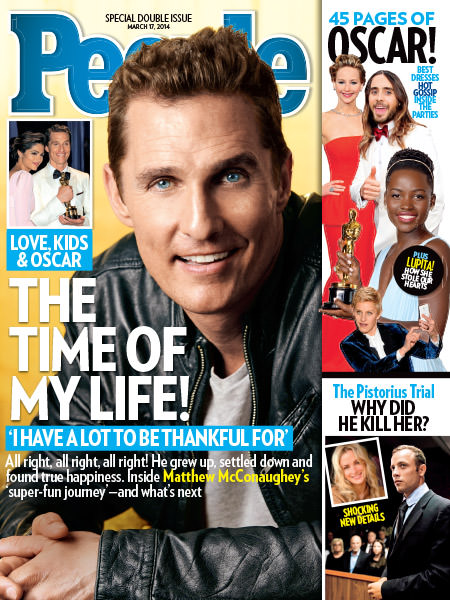 SPECIAL DOUBLE ISSUE
MARCH 17, 2014
People
LOVE, KIDS
& OSCAR
THE
TIME OF
MY LIFE!
‘I HAVE A LOT TO BE THANKFUL FOR’
All right, all right, all right! He grew up, settled down and
found true happiness. Inside Matthew McConaughey's
super-fun journey—and what's next
45 PAGES OF
OSCAR!
BEST
DRESSES
HOT
GOSSIP
INSIDE
THE
PARTIES
PLUS
LUPITA!
HOW SHE
STOLE OUR
HEARTS
The Pistorius Trial
WHY DID
HE KILL HER?
SHOCKING
NEW DETAILS